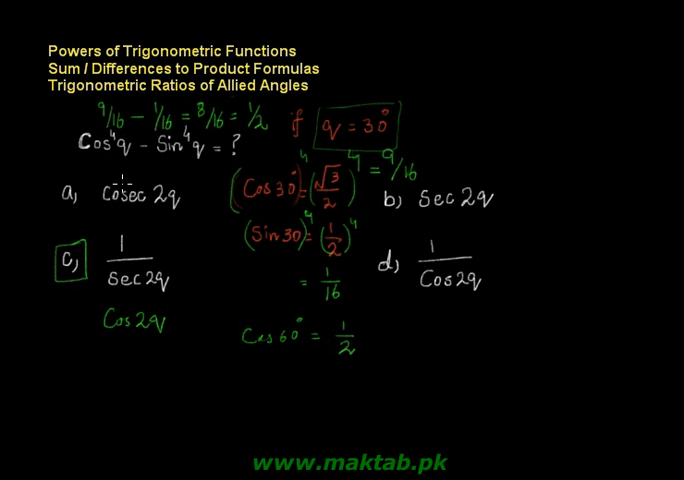 Powers of Trigonometric Functions
Sum / Differences to Product Formulas
Trigonometric Ratios of Allied Angles
9/16 − 1/16 = 8/16 = 1/2 if q = 30°
Cos⁴q − Sin⁴q = ?
(Cos 30°)⁴ = (√3/2)⁴ = 9/16
a, Cosec 2q
b) Sec 2q
(Sin 30)⁴ = (1/2)⁴
c, 1/Sec 2q
d) 1/Cos 2q
= 1/16
Cos 2q
Cos 60° = 1/2
www.maktab.pk